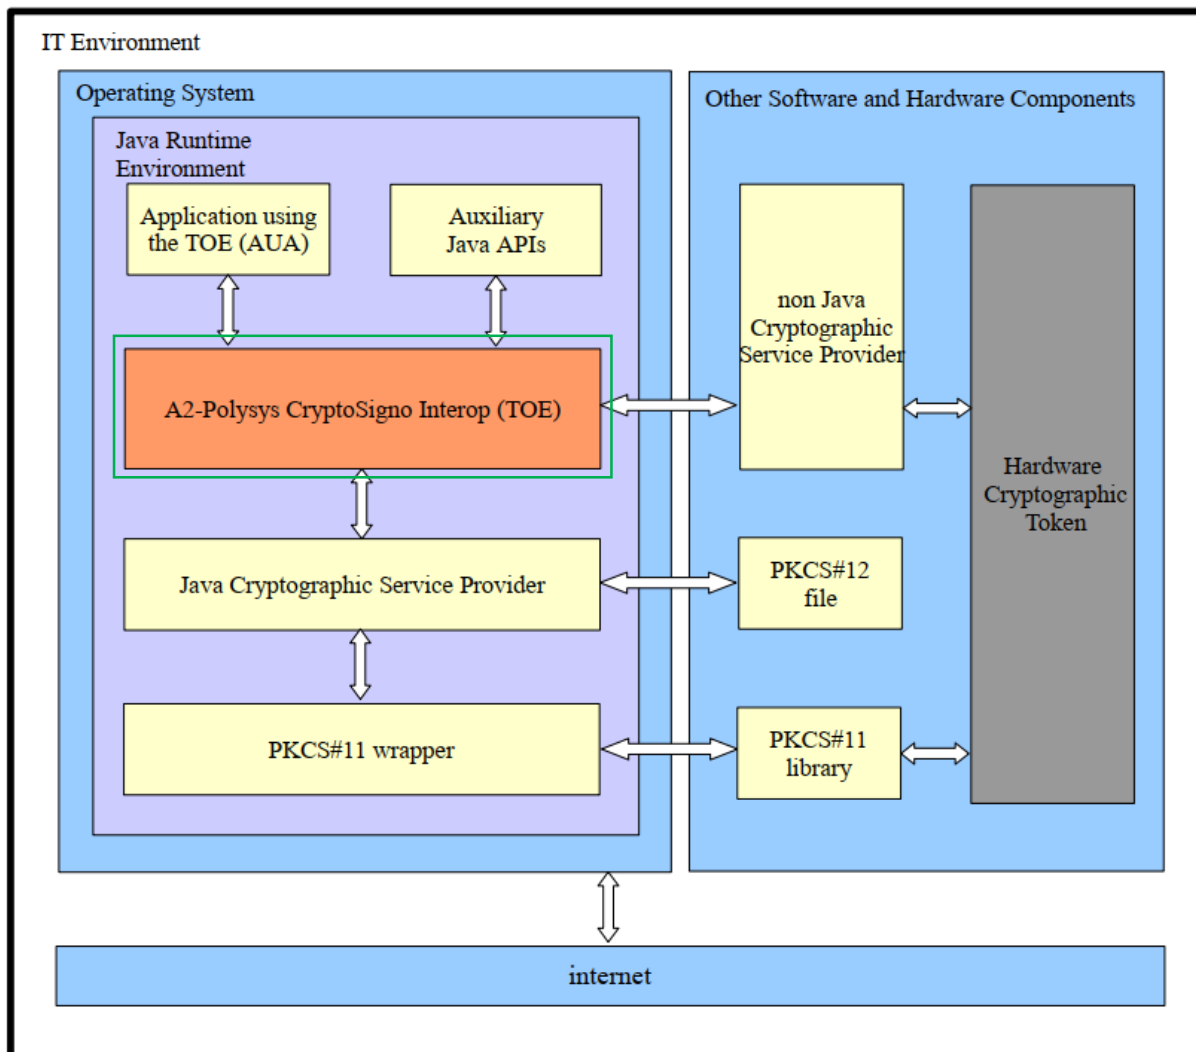 IT Environment
Operating System
Java Runtime
Environment
Application using
the TOE (AUA)
Auxiliary
Java APIs
A2-Polysys CryptoSigno Interop (TOE)
Java Cryptographic Service Provider
PKCS#11 wrapper
Other Software and Hardware Components
non Java
Cryptographic
Service Provider
PKCS#12
file
PKCS#11
library
Hardware
Cryptographic
Token
internet